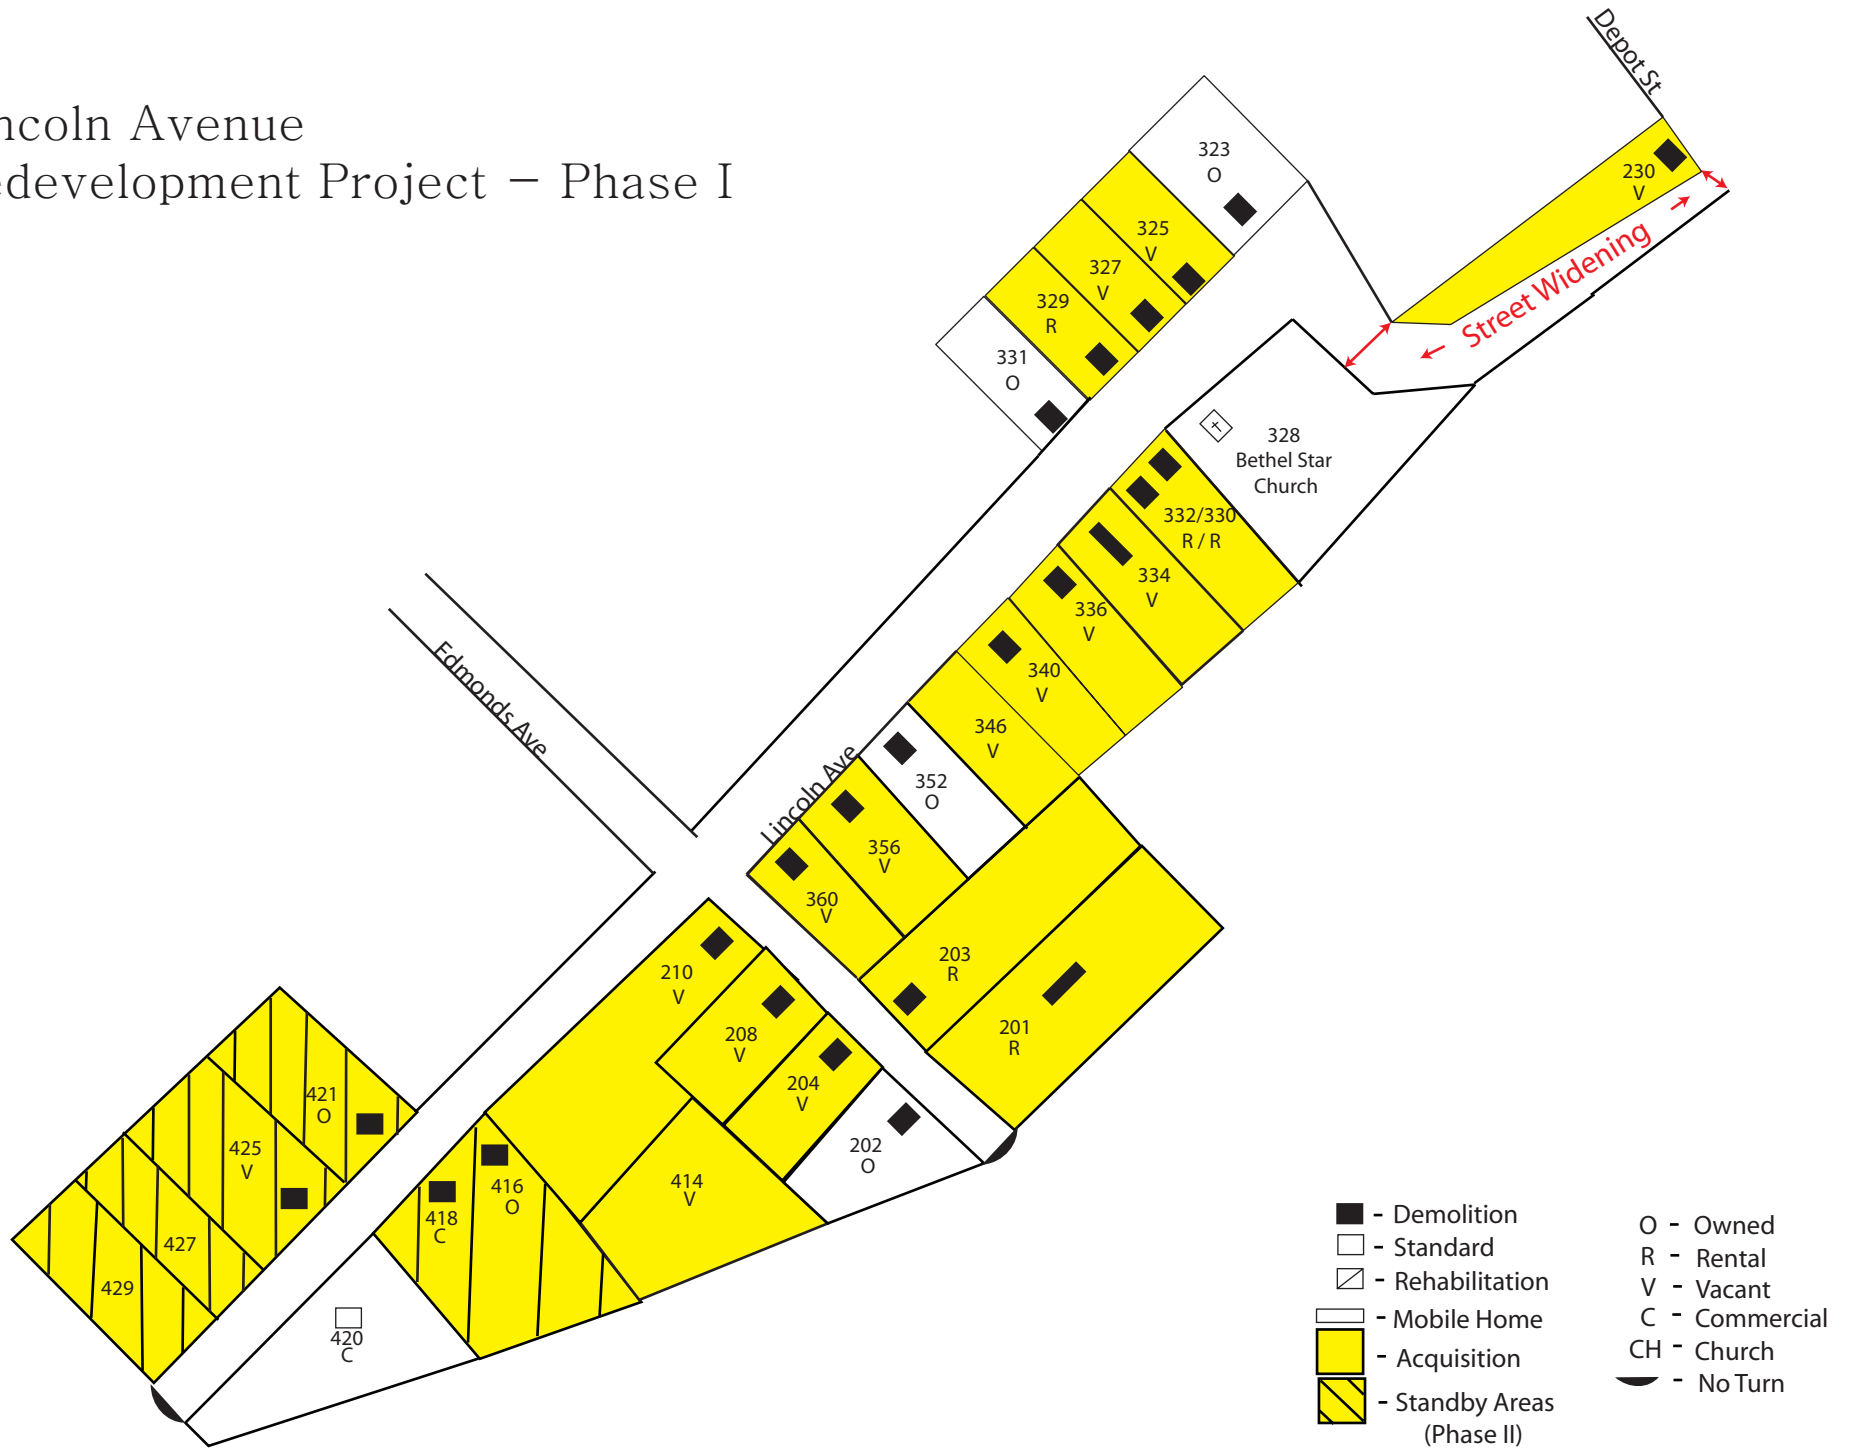 ncoln Avenue
edevelopment Project - Phase I
Depot St
323
O
230
V
325
V
327
V
329
R
331
O
Street Widening
328
Bethel Star
Church
332/330
R / R
334
V
336
V
340
V
346
V
Edmonds Ave
Lincoln Ave
352
O
356
V
360
V
203
R
201
R
210
V
208
V
204
V
202
O
414
V
421
O
425
V
427
429
416
O
418
C
420
C
- Demolition
- Standard
- Rehabilitation
- Mobile Home
- Acquisition
- Standby Areas
(Phase II)
O - Owned
R - Rental
V - Vacant
C - Commercial
CH - Church
- No Turn